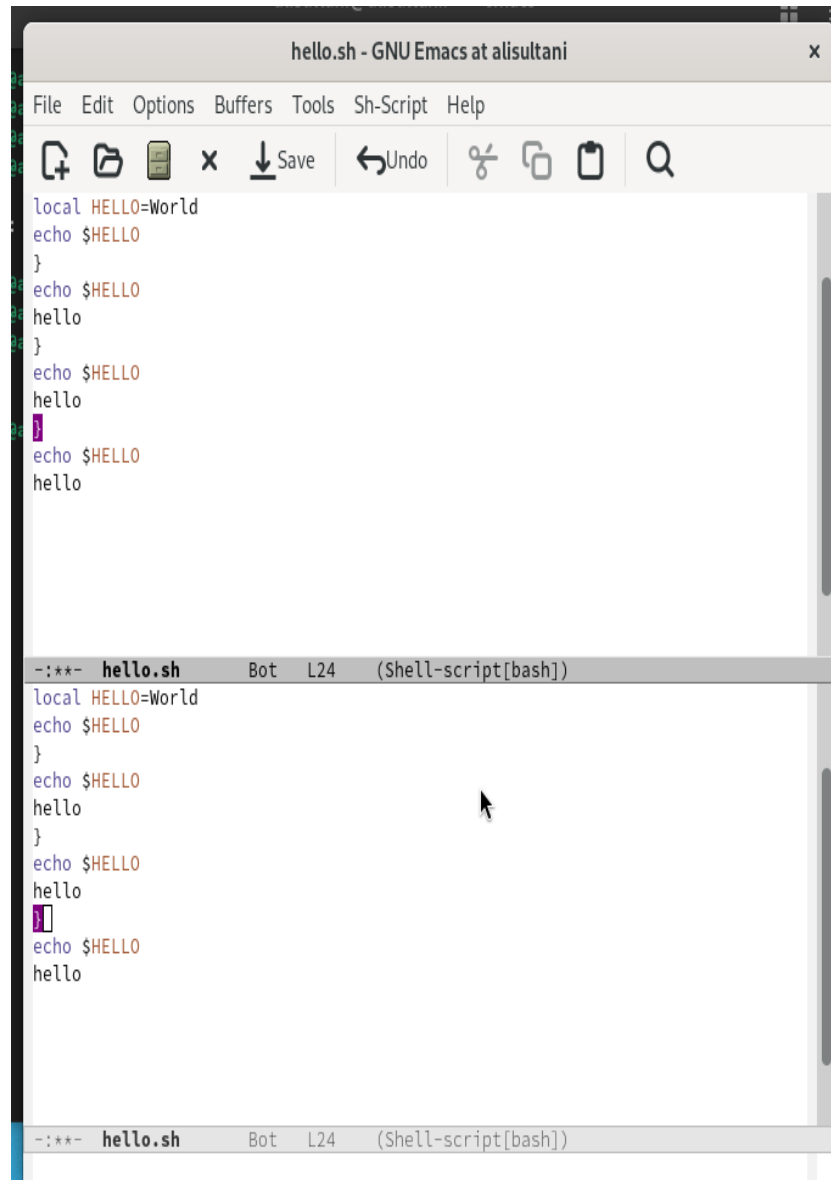 hello.sh - GNU Emacs at alisultani x
File Edit Options Buffers Tools Sh-Script Help
Save Undo
local HELLO=World
echo $HELLO
}
echo $HELLO
hello
}
echo $HELLO
hello
}
echo $HELLO
hello
-:**- hello.sh Bot L24 (Shell-script[bash])
local HELLO=World
echo $HELLO
}
echo $HELLO
hello
}
echo $HELLO
hello
}
echo $HELLO
hello
-:**- hello.sh Bot L24 (Shell-script[bash])